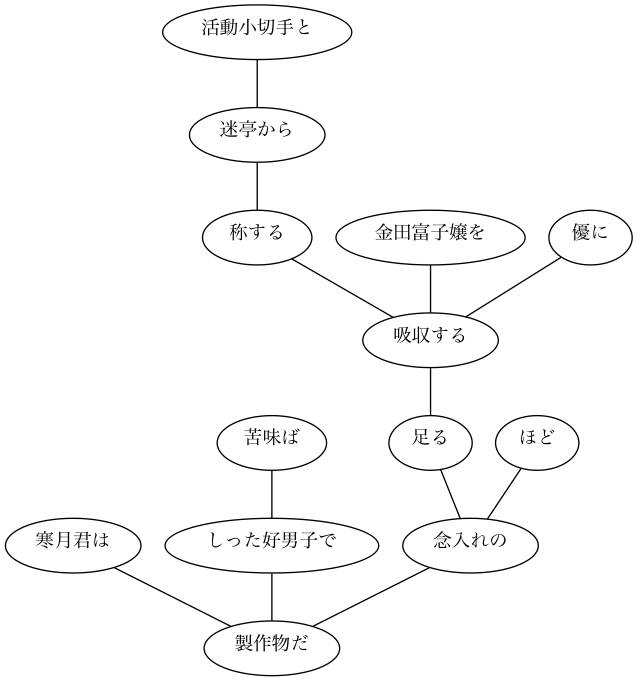 活動小切手と
迷亭から
称する
金田富子嬢を
優に
吸収する
苦味ば
足る
ほど
寒月君は
しった好男子で
念入れの
製作物だ